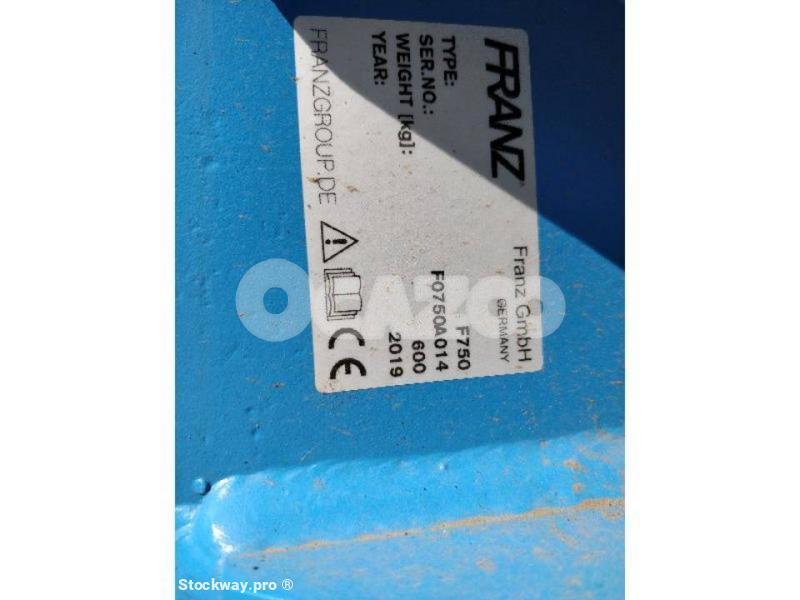 FRANZ
Franz GmbH
GERMANY
TYPE: F750
SER.NO.: F0750A014
WEIGHT [kg]: 600
YEAR: 2019
FRANZGROUP.DE
CE
Stockway.pro ®